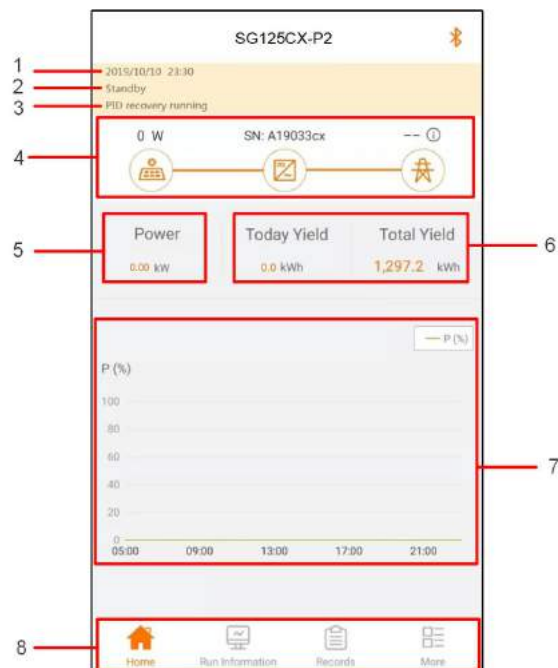 SG125CX-P2
1
2019/10/10 23:30
2
Standby
3
PID recovery running
0 W SN: A19033cx --
4
Power Today Yield Total Yield
5
6
0.00 kW 0.0 kWh 1,297.2 kWh
P (%)
P (%)
100
80
60
40
20
0
7
05:00 09:00 13:00 17:00 21:00
8
Home Run Information Records More